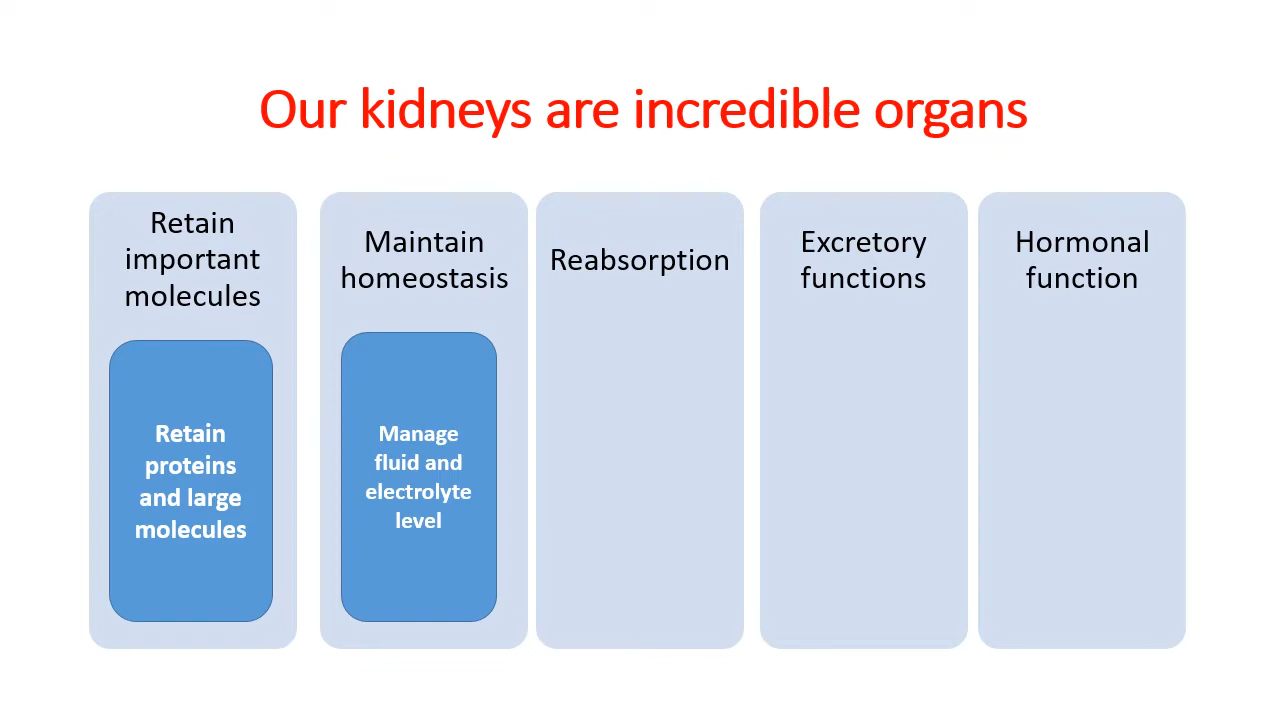 Our kidneys are incredible organs
Retain
important
molecules
Retain
proteins
and large
molecules
Maintain
homeostasis
Manage
fluid and
electrolyte
level
Reabsorption
Excretory
functions
Hormonal
function